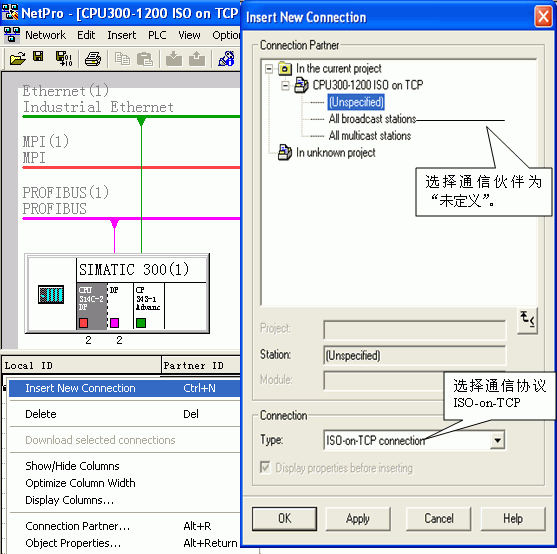 NetPro - [CPU300-1200 ISO on TCP
Network Edit Insert PLC View Option
Ethernet(1)
Industrial Ethernet
MPI(1)
MPI
PROFIBUS(1)
PROFIBUS
SIMATIC 300(1)
CPU
314C-2
DP
DP
CP
343-1
Advanc
2
2
Local ID
Partner ID
Insert New Connection Ctrl+N
Delete Del
Download selected connections
Show/Hide Columns
Optimize Column Width
Display Columns...
Connection Partner... Alt+R
Object Properties... Alt+Return
Insert New Connection
Connection Partner
In the current project
CPU300-1200 ISO on TCP
(Unspecified)
All broadcast stations
All multicast stations
In unknown project
选择通信伙伴为
“未定义”。
Project:
Station: (Unspecified)
Module:
选择通信协议
ISO-on-TCP
Connection
Type: ISO-on-TCP connection
Display properties before inserting
OK Apply Cancel Help